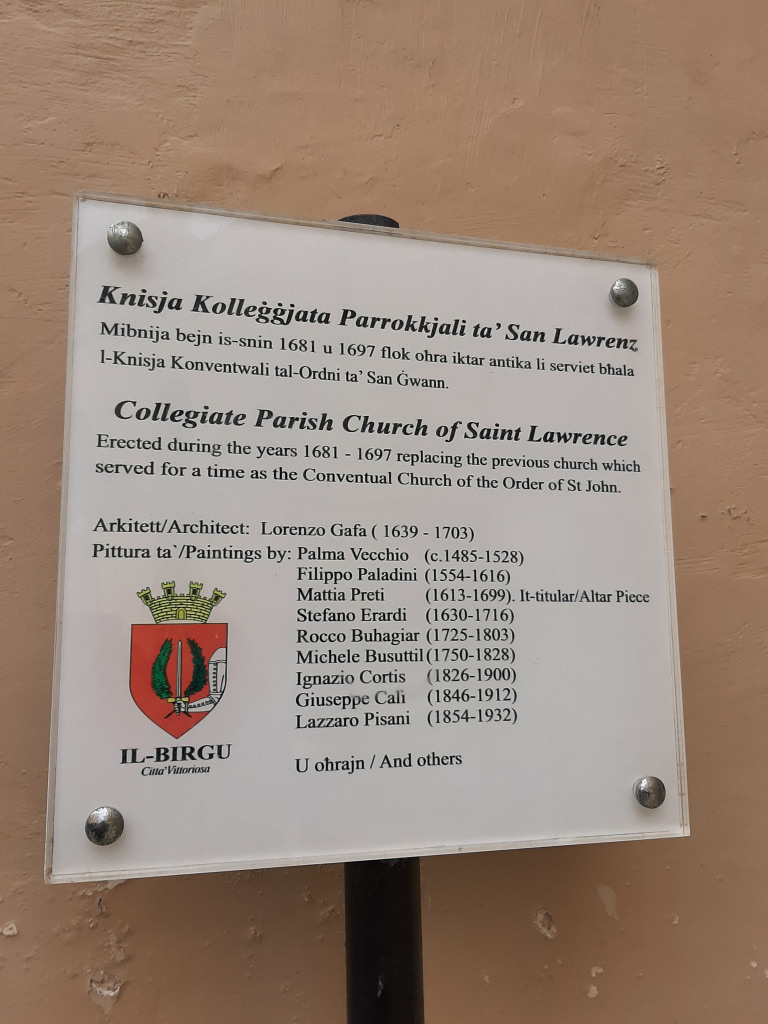 Knisja Kolleġġjata Parrokkjali ta' San Lawrenz
Mibnija bejn is-snin 1681 u 1697 flok oħra iktar antika li serviet bħala
l-Knisja Konventwali tal-Ordni ta' San Ġwann.
Collegiate Parish Church of Saint Lawrence
Erected during the years 1681 - 1697 replacing the previous church which
served for a time as the Conventual Church of the Order of St John.
Arkitett/Architect: Lorenzo Gafa ( 1639 - 1703)
Pittura ta`/Paintings by: Palma Vecchio (c.1485-1528)
Filippo Paladini (1554-1616)
Mattia Preti (1613-1699). It-titular/Altar Piece
Stefano Erardi (1630-1716)
Rocco Buhagiar (1725-1803)
Michele Busuttil (1750-1828)
Ignazio Cortis (1826-1900)
Giuseppe Calì (1846-1912)
Lazzaro Pisani (1854-1932)
U oħrajn / And others
IL-BIRGU
Citta' Vittoriosa